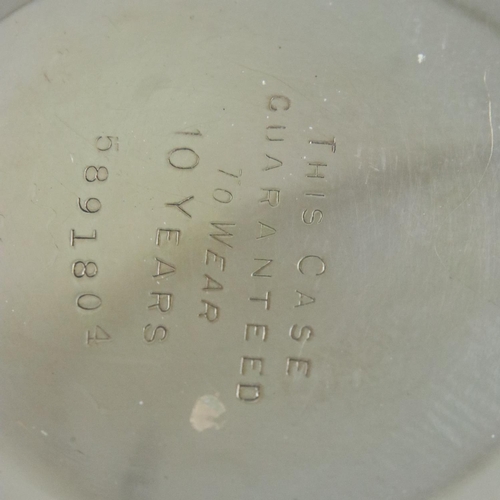 THIS CASE
GUARANTEED
TO WEAR
10 YEARS
5891804